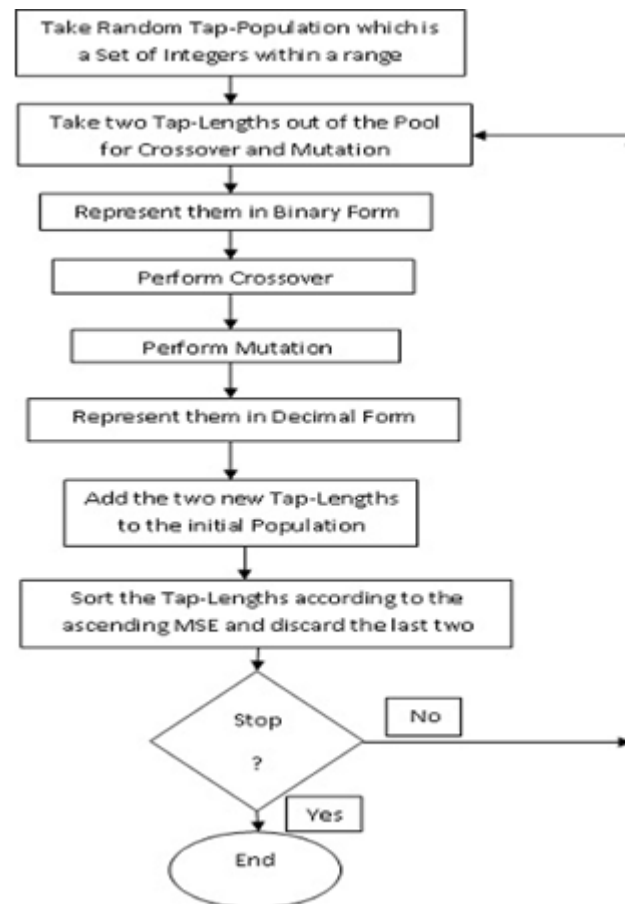 Take Random Tap-Population which is
a Set of Integers within a range
Take two Tap-Lengths out of the Pool
for Crossover and Mutation
Represent them in Binary Form
Perform Crossover
Perform Mutation
Represent them in Decimal Form
Add the two new Tap-Lengths
to the initial Population
Sort the Tap-Lengths according to the
ascending MSE and discard the last two
Stop
?
No
Yes
End